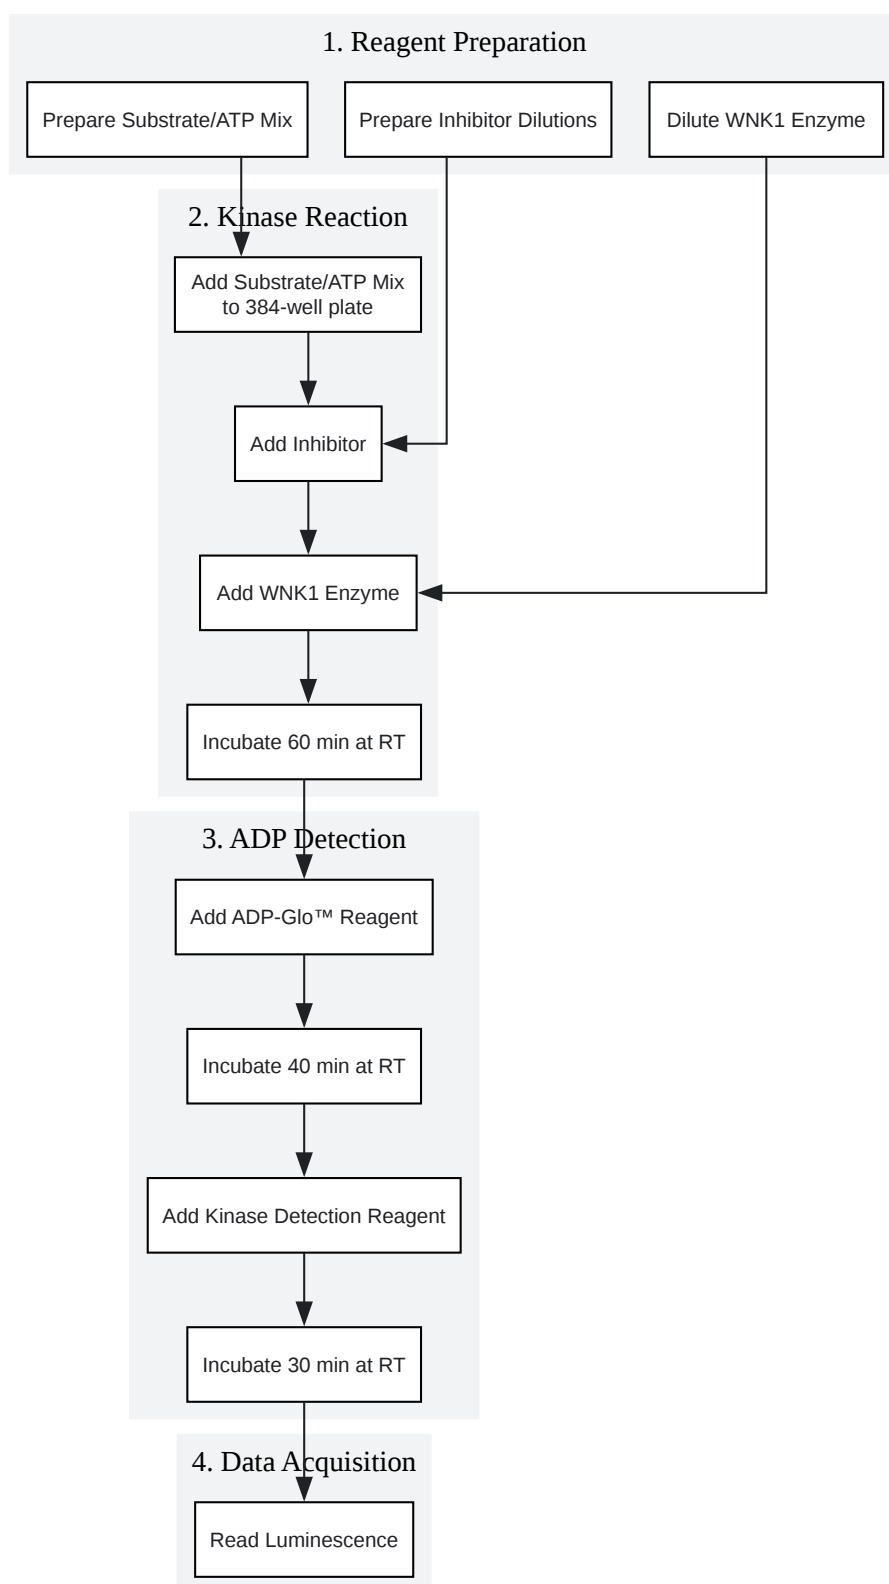 1. Reagent Preparation
Prepare Substrate/ATP Mix
Prepare Inhibitor Dilutions
Dilute WNK1 Enzyme
2. Kinase Reaction
Add Substrate/ATP Mix
to 384-well plate
Add Inhibitor
Add WNK1 Enzyme
Incubate 60 min at RT
3. ADP Detection
Add ADP-Glo™ Reagent
Incubate 40 min at RT
Add Kinase Detection Reagent
Incubate 30 min at RT
4. Data Acquisition
Read Luminescence